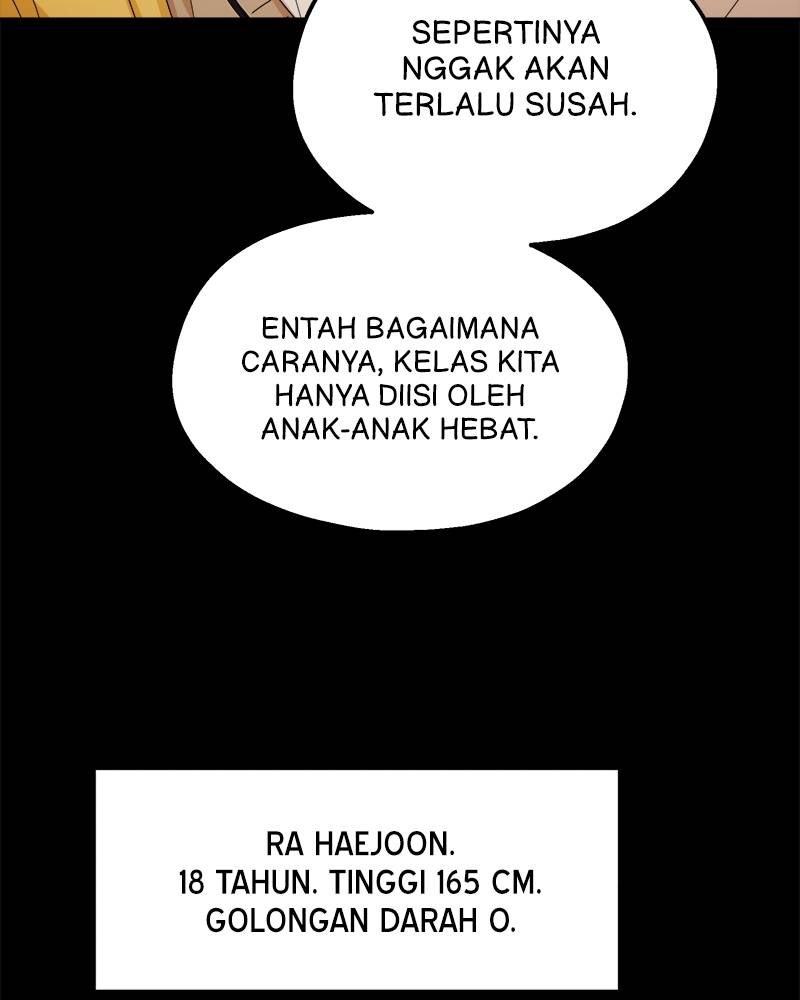 SEPERTINYA
NGGAK AKAN
TERLALU SUSAH.
ENTAH BAGAIMANA
CARANYA, KELAS KITA
HANYA DIISI OLEH
ANAK-ANAK HEBAT.
RA HAEJOON.
18 TAHUN. TINGGI 165 CM.
GOLONGAN DARAH O.